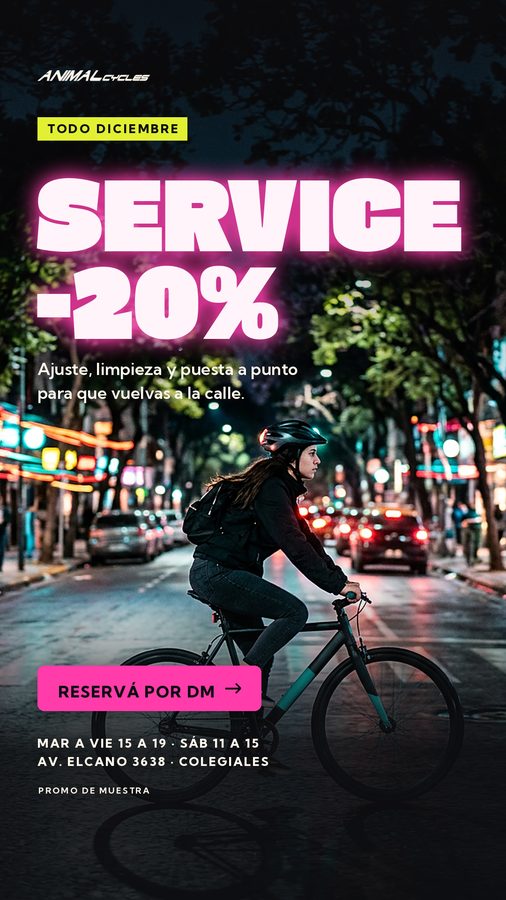 ANIMAL CYCLES
TODO DICIEMBRE
SERVICE
-20%
Ajuste, limpieza y puesta a punto
para que vuelvas a la calle.
RESERVÁ POR DM →
MAR A VIE 15 A 19 · SÁB 11 A 15
AV. ELCANO 3638 · COLEGIALES
PROMO DE MUESTRA